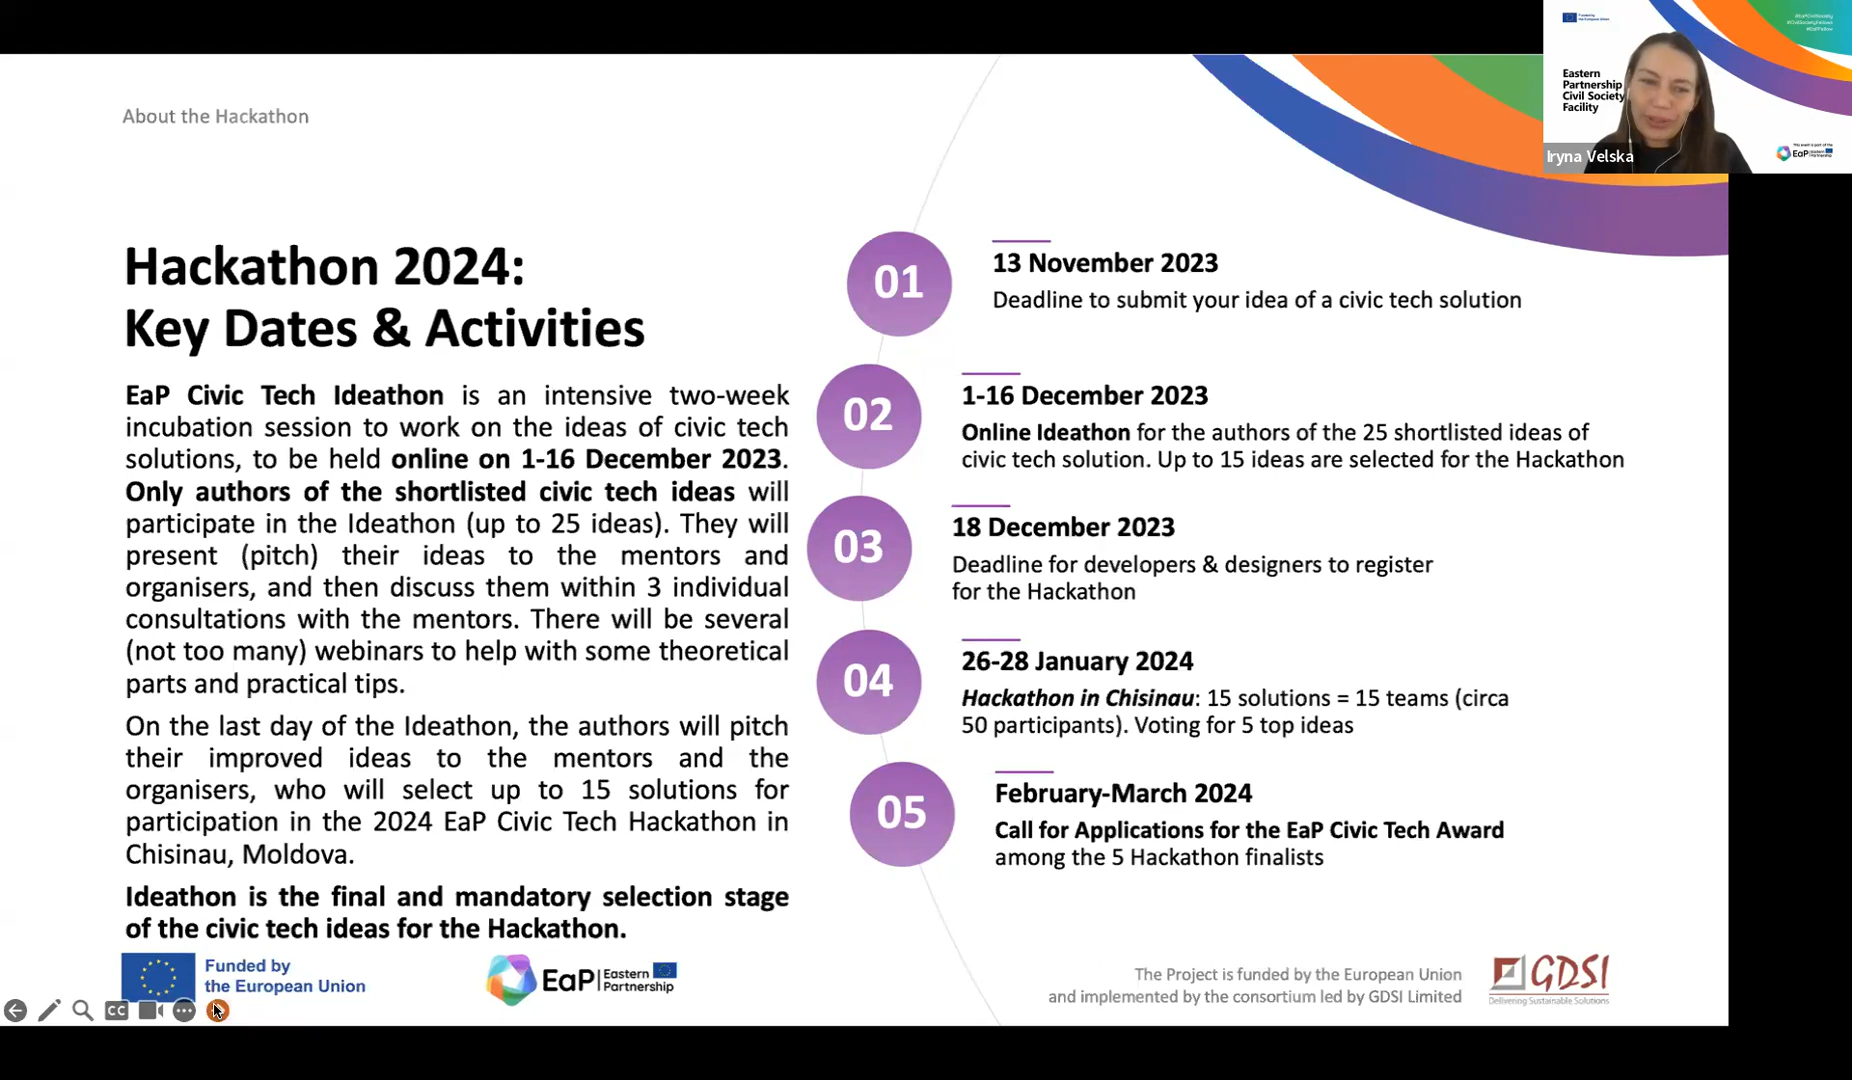 About the Hackathon
Hackathon 2024:
Key Dates & Activities
EaP Civic Tech Ideathon is an intensive two-week
incubation session to work on the ideas of civic tech
solutions, to be held online on 1-16 December 2023.
Only authors of the shortlisted civic tech ideas will
participate in the Ideathon (up to 25 ideas). They will
present (pitch) their ideas to the mentors and
organisers, and then discuss them within 3 individual
consultations with the mentors. There will be several
(not too many) webinars to help with some theoretical
parts and practical tips.
On the last day of the Ideathon, the authors will pitch
their improved ideas to the mentors and the
organisers, who will select up to 15 solutions for
participation in the 2024 EaP Civic Tech Hackathon in
Chisinau, Moldova.
Ideathon is the final and mandatory selection stage
of the civic tech ideas for the Hackathon.
01
13 November 2023
Deadline to submit your idea of a civic tech solution
02
1-16 December 2023
Online Ideathon for the authors of the 25 shortlisted ideas of
civic tech solution. Up to 15 ideas are selected for the Hackathon
03
18 December 2023
Deadline for developers & designers to register
for the Hackathon
04
26-28 January 2024
Hackathon in Chisinau: 15 solutions = 15 teams (circa
50 participants). Voting for 5 top ideas
05
February-March 2024
Call for Applications for the EaP Civic Tech Award
among the 5 Hackathon finalists
Funded by
the European Union
EaP
Eastern
Partnership
The Project is funded by the European Union
and implemented by the consortium led by GDSI Limited
GDSI
Delivering Sustainable Solutions
CC
Funded by
the European Union
Eastern
Partnership
Civil Society
Facility
Iryna Velska
EaP